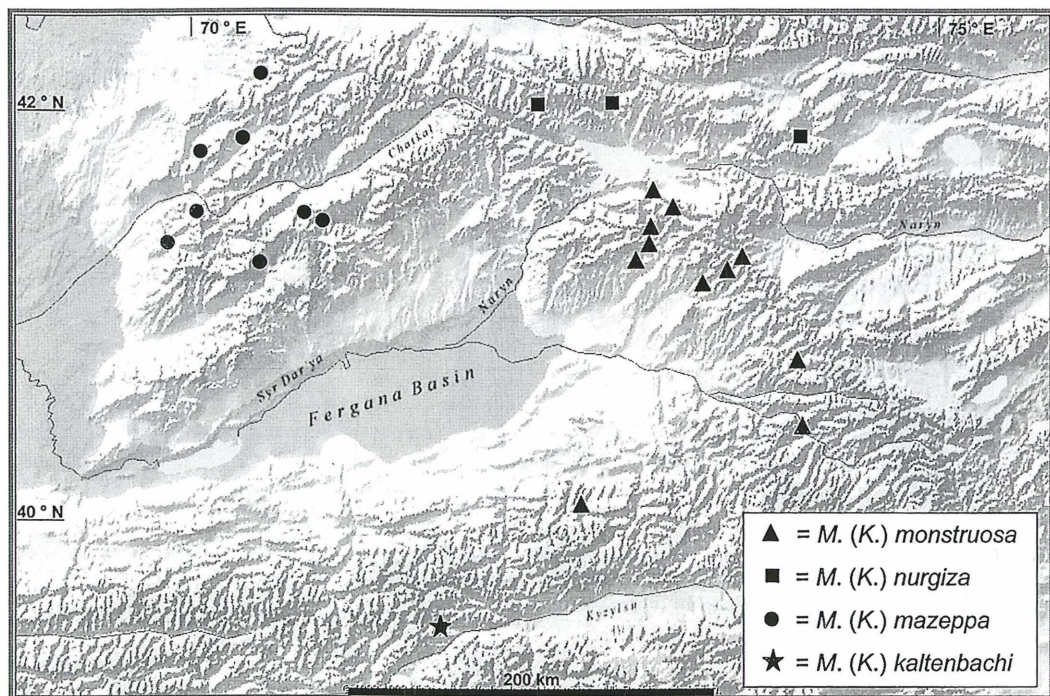 70 ° E
75 ° E
42 ° N
Chatkal
Naryn
Naryn
Syr Dar'ya
Fergana Basin
40 ° N
▲ = M. (K.) monstruosa
■ = M. (K.) nurgiza
● = M. (K.) mazeppa
★ = M. (K.) kaltenbachi
Kyzylsu
200 km